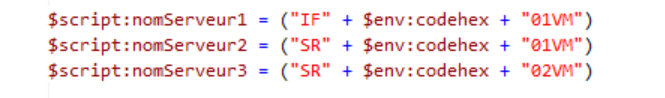 $script:nomServeur1 = ("IF" + $env:codehex + "01VM")
$script:nomServeur2 = ("SR" + $env:codehex + "01VM")
$script:nomServeur3 = ("SR" + $env:codehex + "02VM")